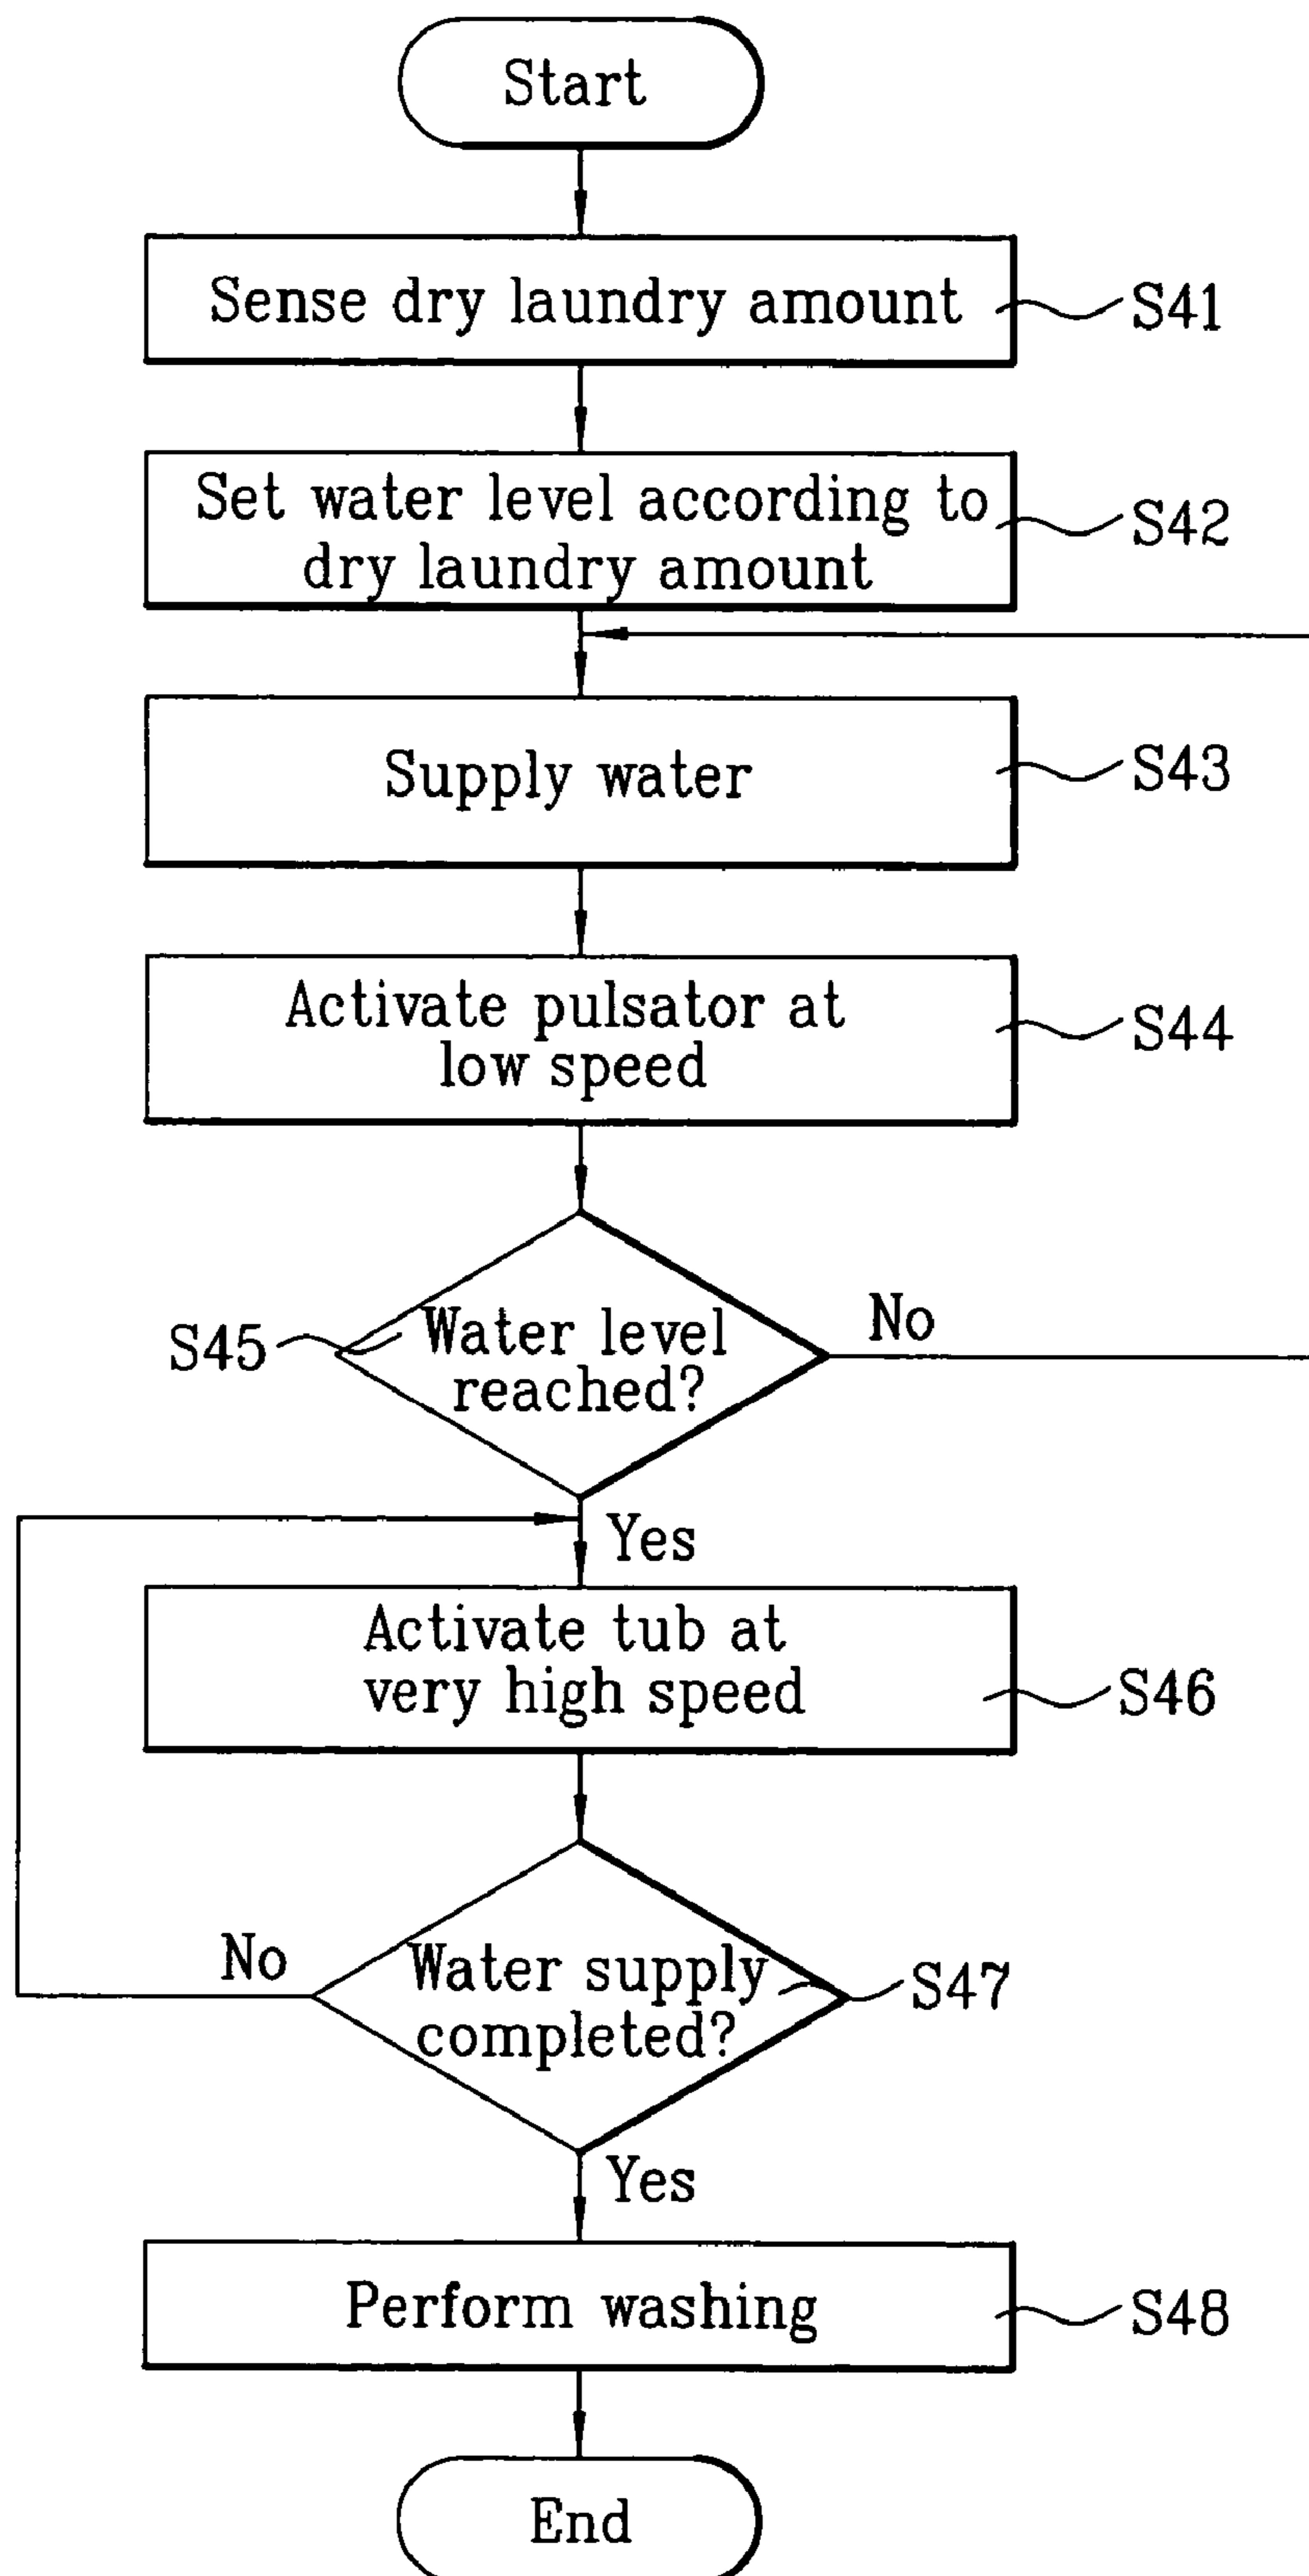 Start
Sense dry laundry amount
S41
Set water level according to
dry laundry amount
S42
Supply water
S43
Activate pulsator at
low speed
S44
S45
Water level
reached?
No
Yes
Activate tub at
very high speed
S46
No
Water supply
completed?
S47
Yes
Perform washing
S48
End